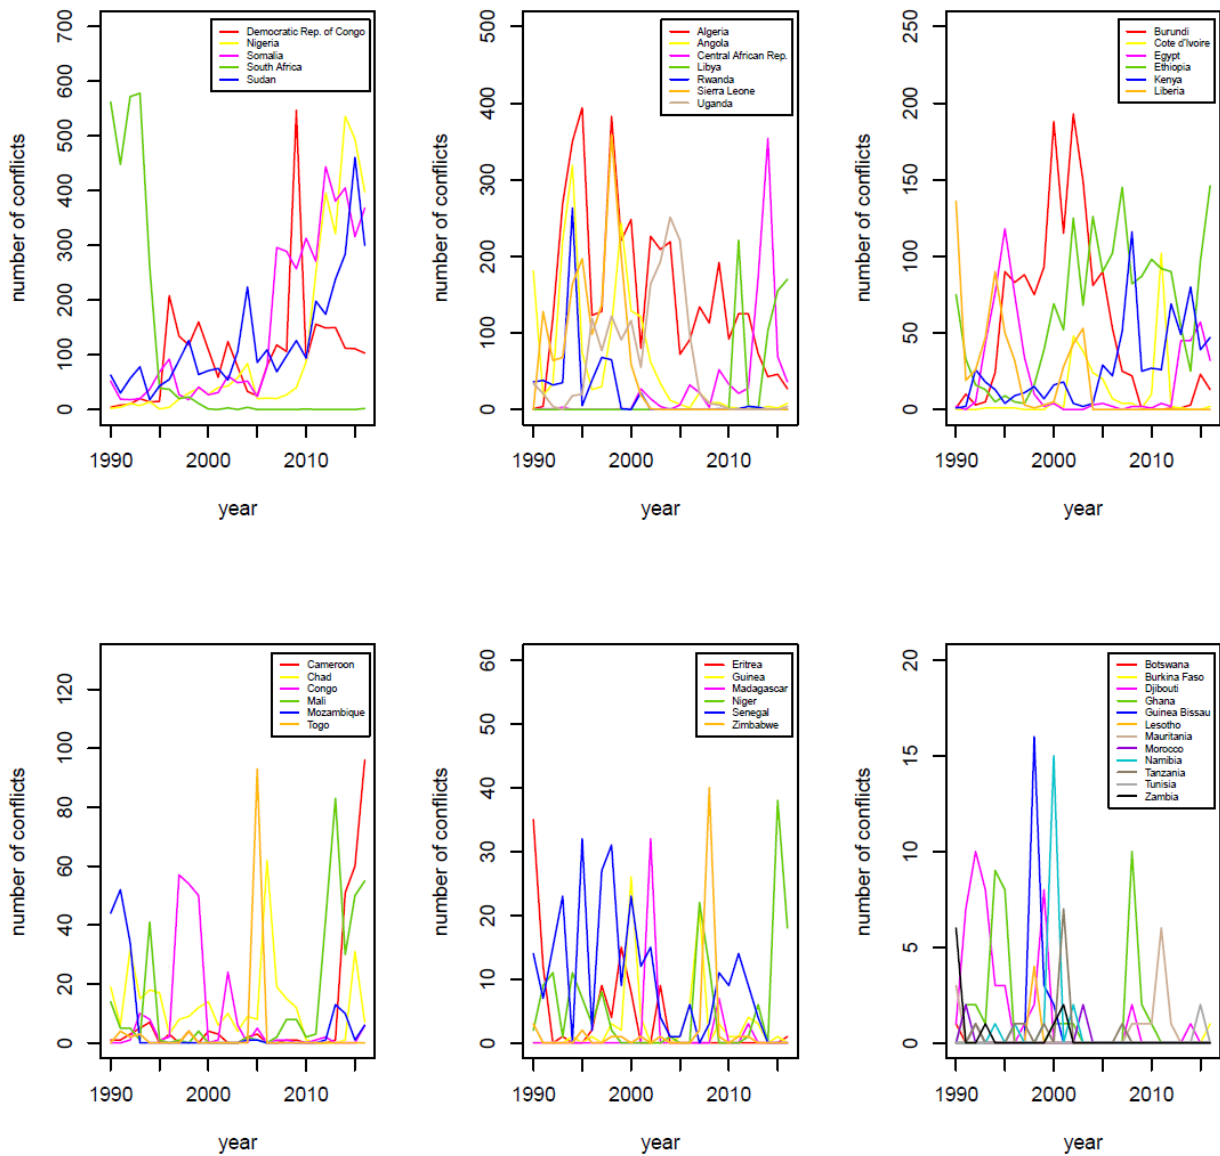 700
600
500
400
300
200
100
0
number of conflicts
Democratic Rep. of Congo
Nigeria
Somalia
South Africa
Sudan
1990
2000
2010
year
500
400
300
200
100
0
number of conflicts
Algeria
Angola
Central African Rep.
Libya
Rwanda
Sierra Leone
Uganda
1990
2000
2010
year
250
200
150
100
50
0
number of conflicts
Burundi
Cote d'Ivoire
Egypt
Ethiopia
Kenya
Liberia
1990
2000
2010
year
120
100
80
60
40
20
0
number of conflicts
Cameroon
Chad
Congo
Mali
Mozambique
Togo
1990
2000
2010
year
60
50
40
30
20
10
0
number of conflicts
Eritrea
Guinea
Madagascar
Niger
Senegal
Zimbabwe
1990
2000
2010
year
20
15
10
5
0
number of conflicts
Botswana
Burkina Faso
Djibouti
Ghana
Guinea Bissau
Lesotho
Mauritania
Morocco
Namibia
Tanzania
Tunisia
Zambia
1990
2000
2010
year